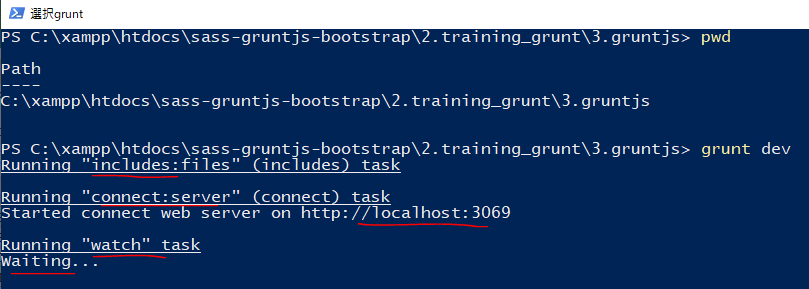 選択grunt
PS C:\xampp\htdocs\sass-gruntjs-bootstrap\2.training_grunt\3.gruntjs> pwd
Path
----
C:\xampp\htdocs\sass-gruntjs-bootstrap\2.training_grunt\3.gruntjs
PS C:\xampp\htdocs\sass-gruntjs-bootstrap\2.training_grunt\3.gruntjs> grunt dev
Running "includes:files" (includes) task
Running "connect:server" (connect) task
Started connect web server on http://localhost:3069
Running "watch" task
Waiting...